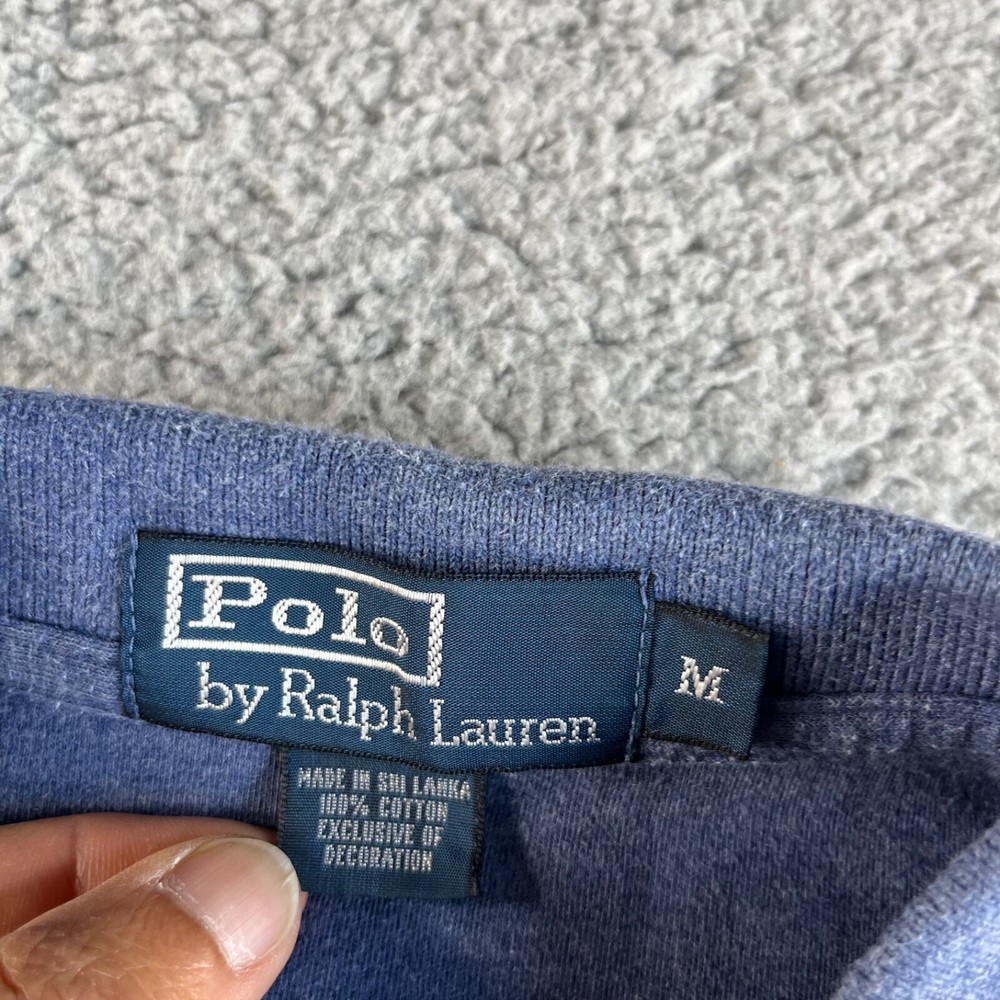 Polo
by Ralph Lauren
M
MADE IN SRI LANKA
100% COTTON
EXCLUSIVE OF
DECORATION